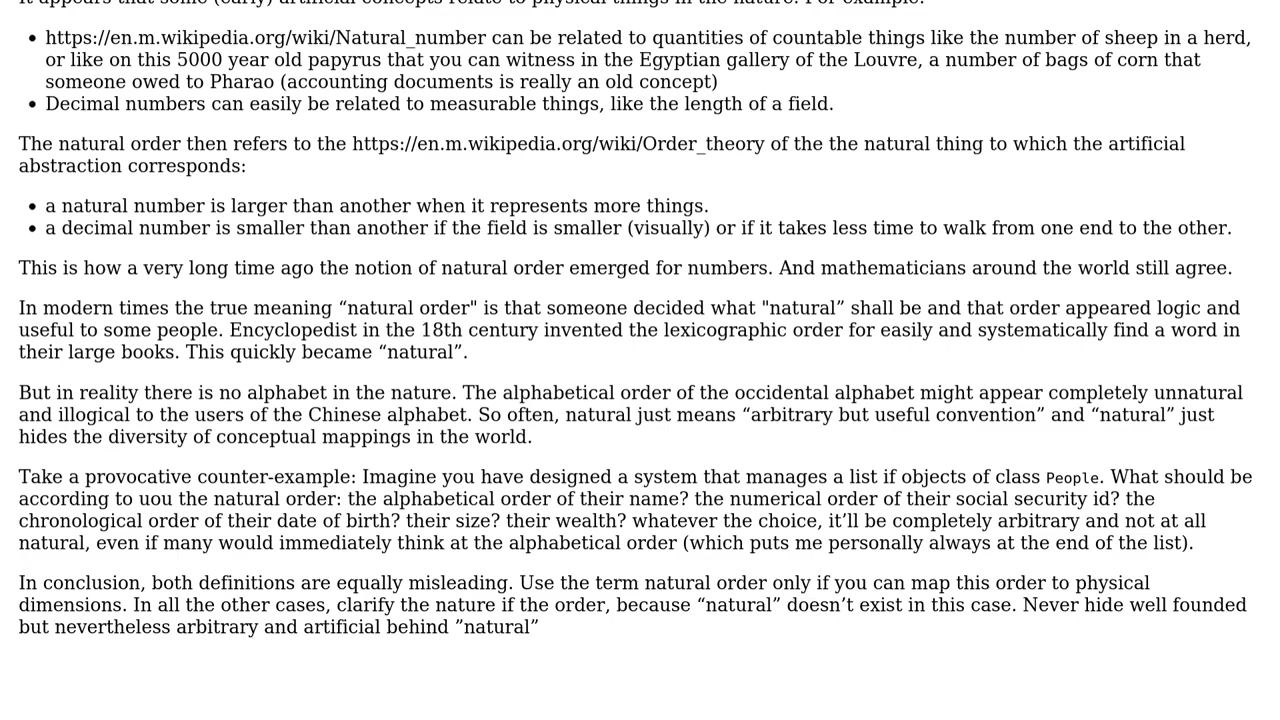 It appears that some (early) artificial concepts relate to physical things in the nature. For example:
• https://en.m.wikipedia.org/wiki/Natural_number can be related to quantities of countable things like the number of sheep in a herd,
or like on this 5000 year old papyrus that you can witness in the Egyptian gallery of the Louvre, a number of bags of corn that
someone owed to Pharao (accounting documents is really an old concept)
• Decimal numbers can easily be related to measurable things, like the length of a field.
The natural order then refers to the https://en.m.wikipedia.org/wiki/Order_theory of the the natural thing to which the artificial
abstraction corresponds:
• a natural number is larger than another when it represents more things.
• a decimal number is smaller than another if the field is smaller (visually) or if it takes less time to walk from one end to the other.
This is how a very long time ago the notion of natural order emerged for numbers. And mathematicians around the world still agree.
In modern times the true meaning “natural order" is that someone decided what "natural” shall be and that order appeared logic and
useful to some people. Encyclopedist in the 18th century invented the lexicographic order for easily and systematically find a word in
their large books. This quickly became “natural”.
But in reality there is no alphabet in the nature. The alphabetical order of the occidental alphabet might appear completely unnatural
and illogical to the users of the Chinese alphabet. So often, natural just means “arbitrary but useful convention” and “natural” just
hides the diversity of conceptual mappings in the world.
Take a provocative counter-example: Imagine you have designed a system that manages a list if objects of class People. What should be
according to uou the natural order: the alphabetical order of their name? the numerical order of their social security id? the
chronological order of their date of birth? their size? their wealth? whatever the choice, it’ll be completely arbitrary and not at all
natural, even if many would immediately think at the alphabetical order (which puts me personally always at the end of the list).
In conclusion, both definitions are equally misleading. Use the term natural order only if you can map this order to physical
dimensions. In all the other cases, clarify the nature if the order, because “natural” doesn’t exist in this case. Never hide well founded
but nevertheless arbitrary and artificial behind ”natural”